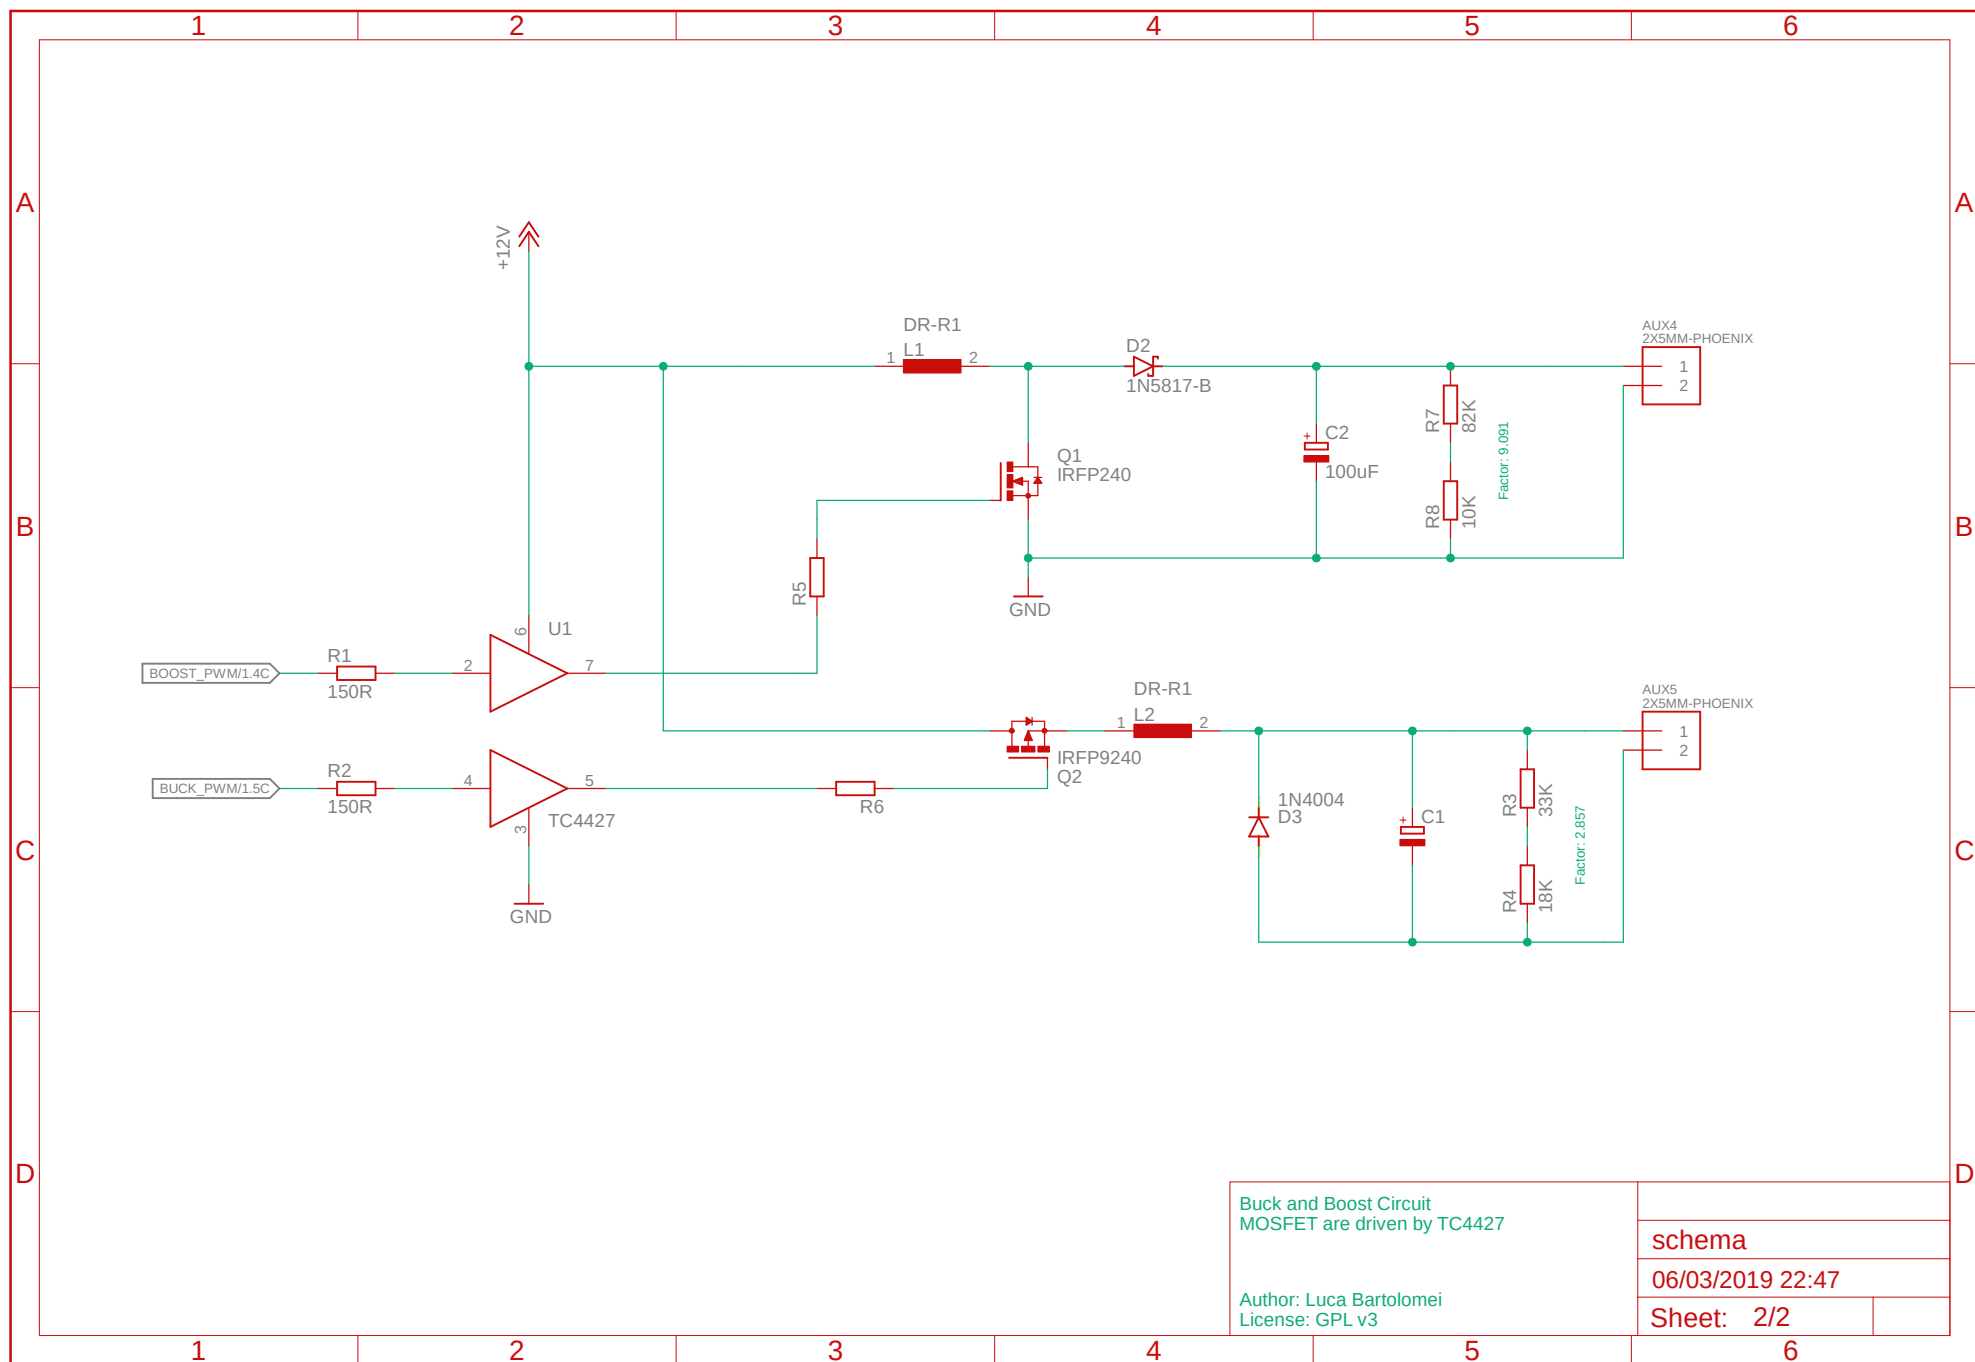 1 2 3 4 5 6
A A
+12V
DR-R1
L1
1 2
D2
1N5817-B
AUX4
2X5MM-PHOENIX
1
2
R7
82K
C2
100uF
Factor: 9.091
Q1
IRFP240
R8
10K
B B
R5
GND
U1
6
BOOST_PWM/1.4C
R1
150R
2
7
DR-R1
L2
1 2
AUX5
2X5MM-PHOENIX
1
2
IRFP9240
Q2
BUCK_PWM/1.5C
R2
150R
4
5
3
TC4427
R6
1N4004
D3
C1
R3
33K
Factor: 2.857
R4
18K
C C
GND
D D
Buck and Boost Circuit
MOSFET are driven by TC4427
Author: Luca Bartolomei
License: GPL v3
schema
06/03/2019 22:47
Sheet: 2/2
1 2 3 4 5 6